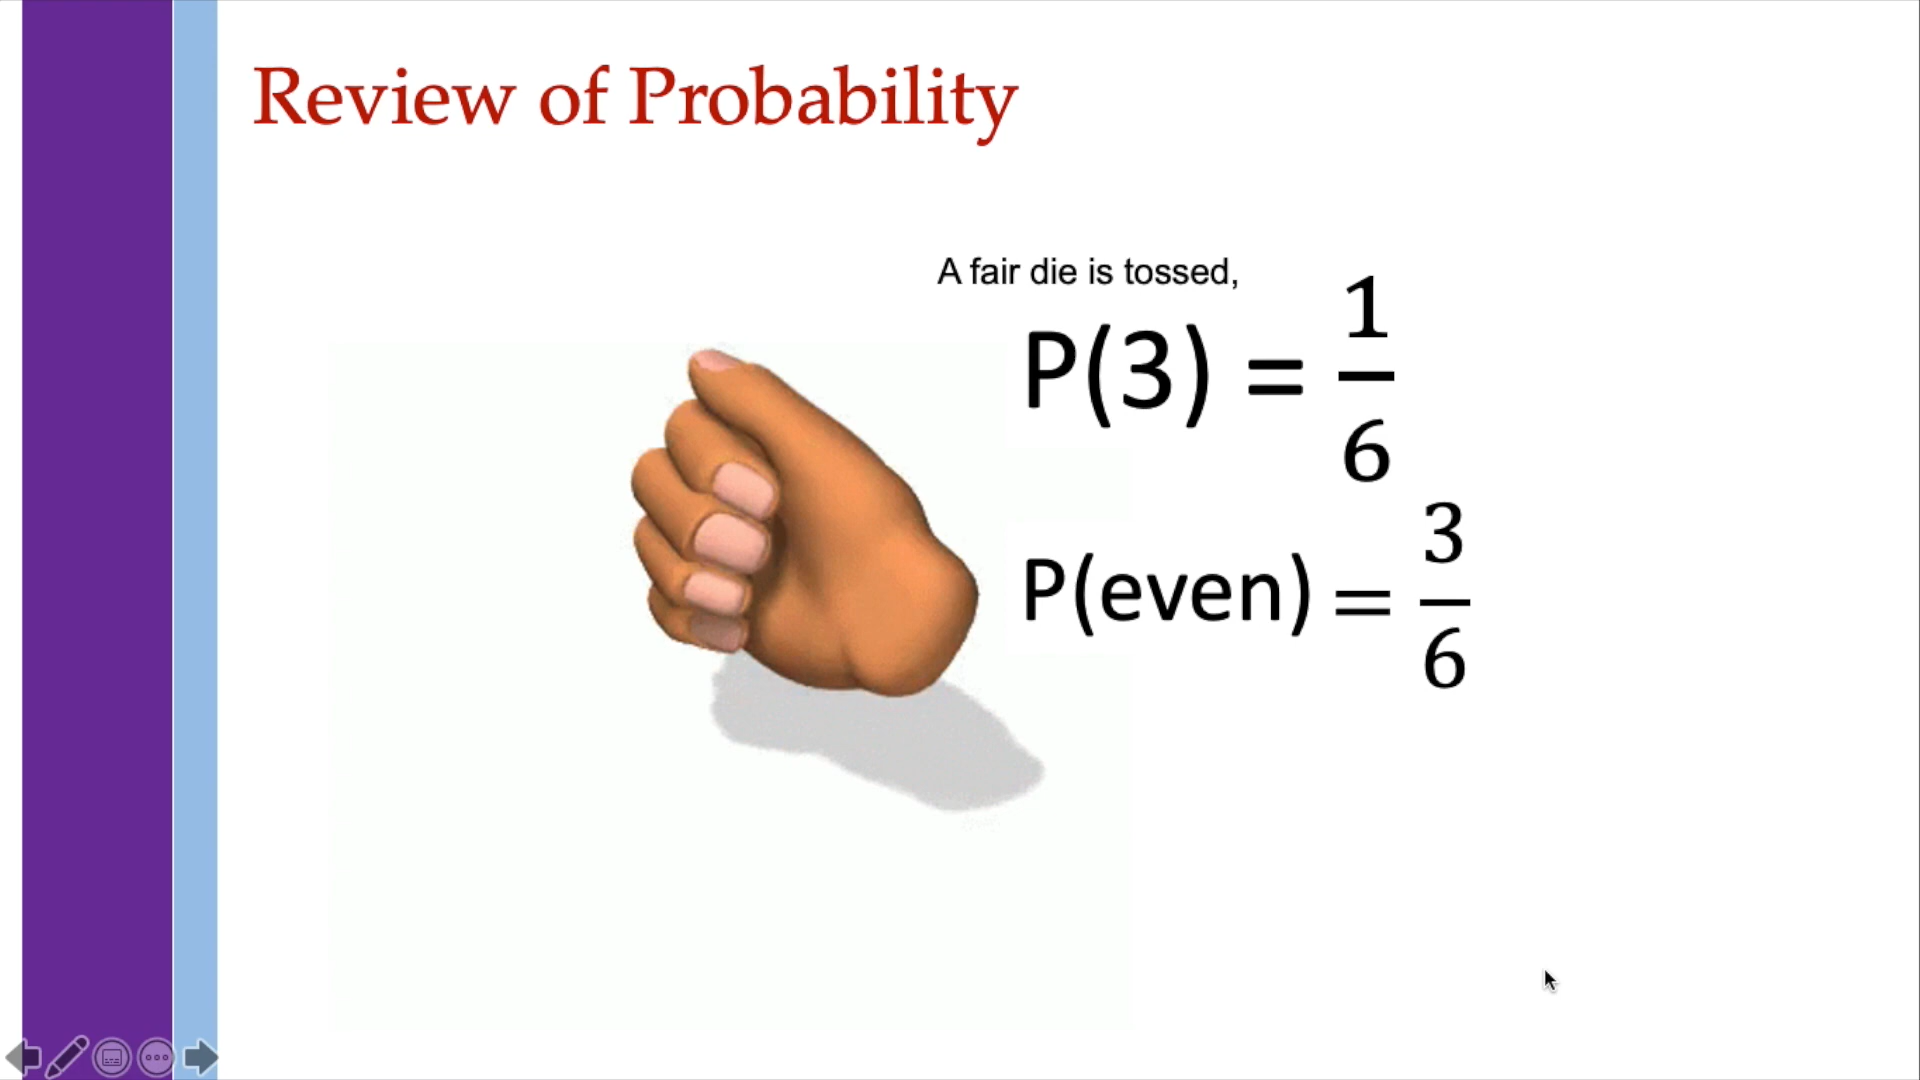 Review of Probability
A fair die is tossed,
P(3) = 1/6
P(even) = 3/6